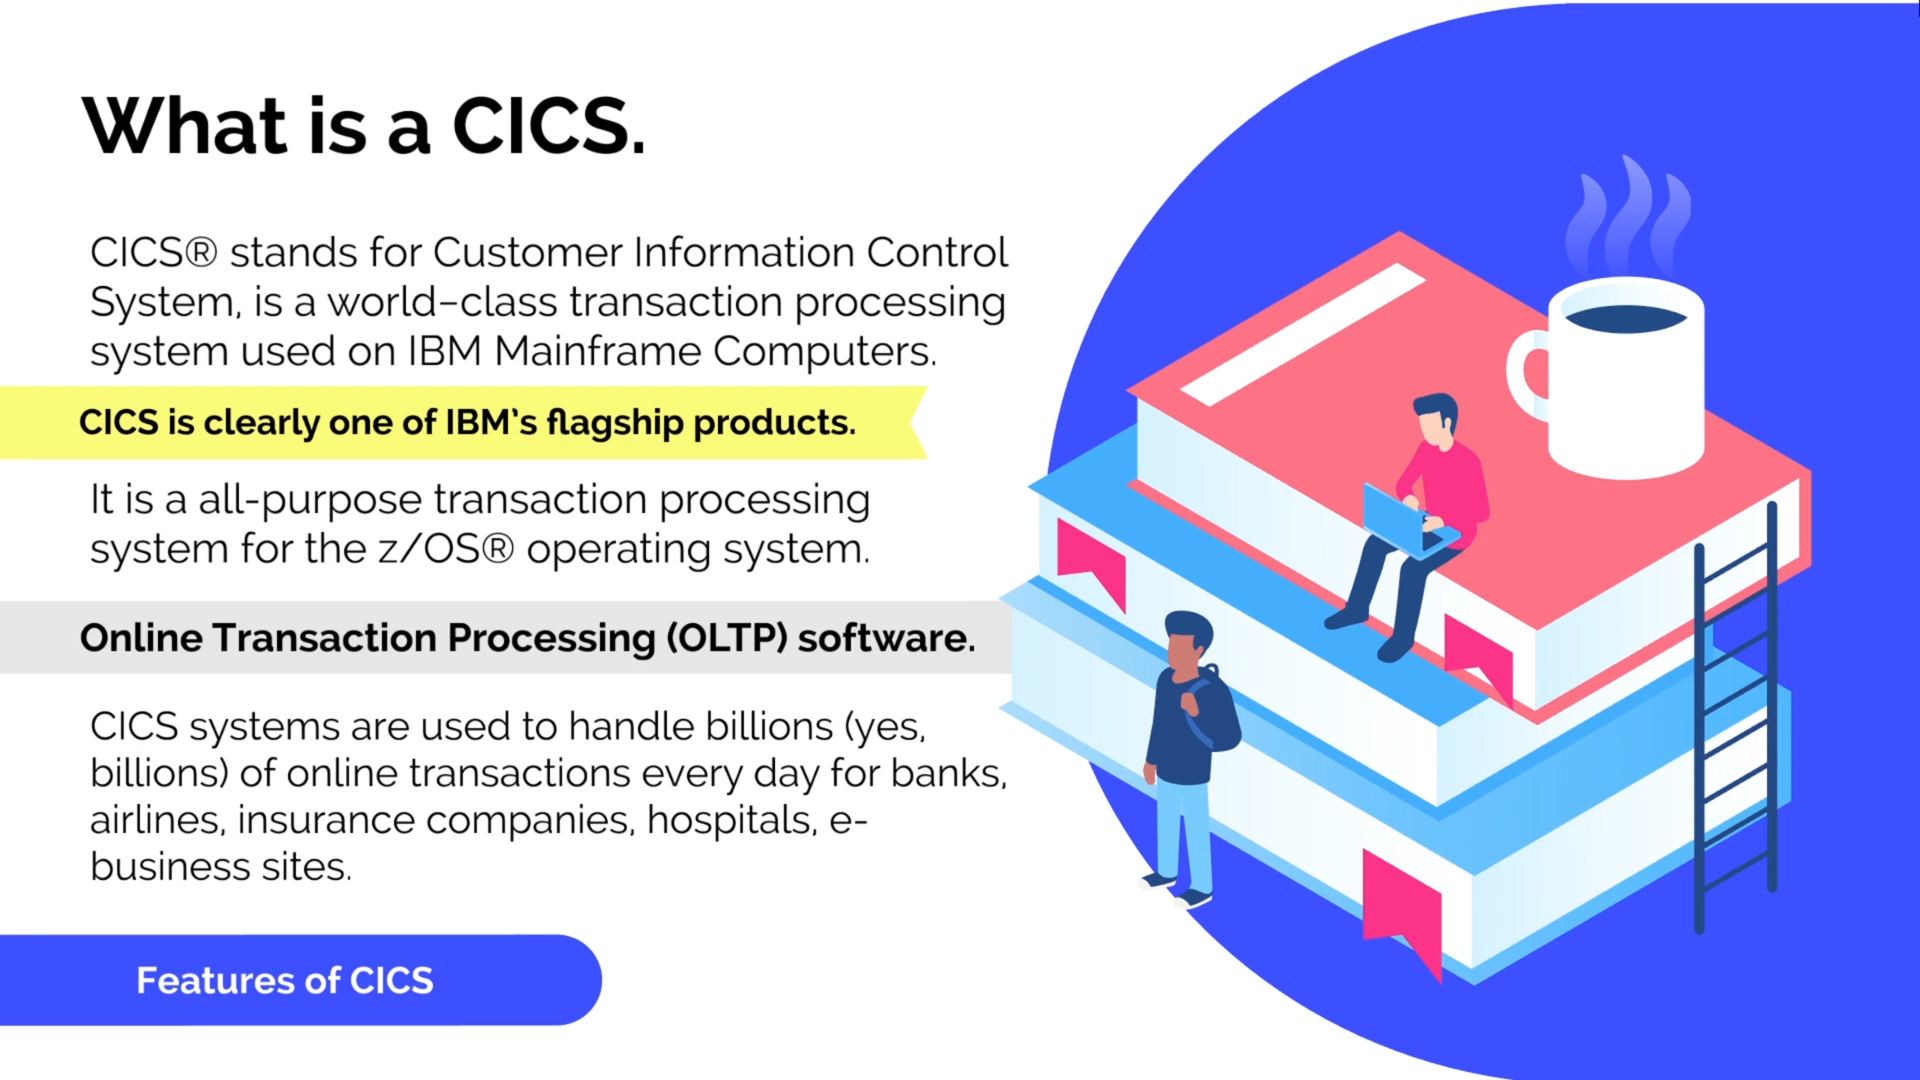 What is a CICS.
CICS® stands for Customer Information Control
System, is a world-class transaction processing
system used on IBM Mainframe Computers.
CICS is clearly one of IBM's flagship products.
It is a all-purpose transaction processing
system for the z/OS® operating system.
Online Transaction Processing (OLTP) software.
CICS systems are used to handle billions (yes,
billions) of online transactions every day for banks,
airlines, insurance companies, hospitals, e-
business sites.
Features of CICS